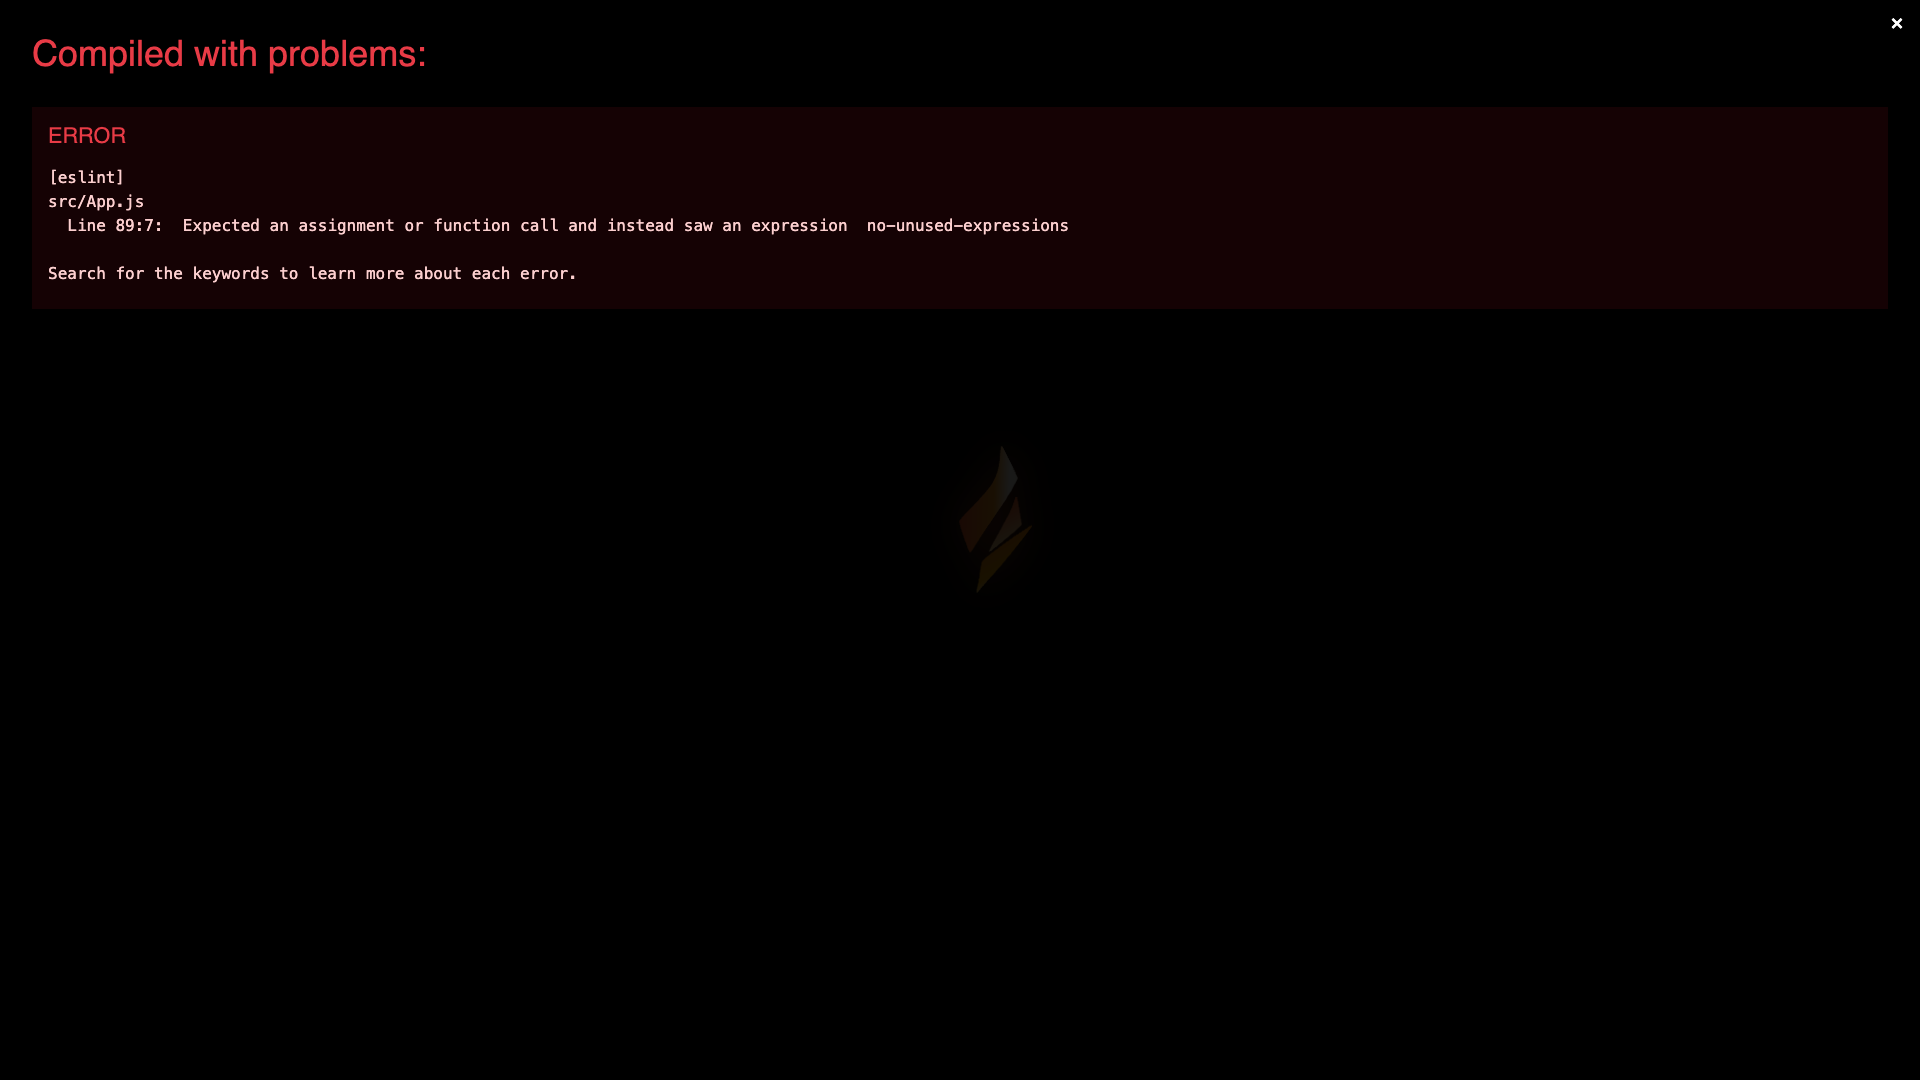 ×
Compiled with problems:
ERROR
[eslint]
src/App.js
  Line 89:7:  Expected an assignment or function call and instead saw an expression  no-unused-expressions
Search for the keywords to learn more about each error.